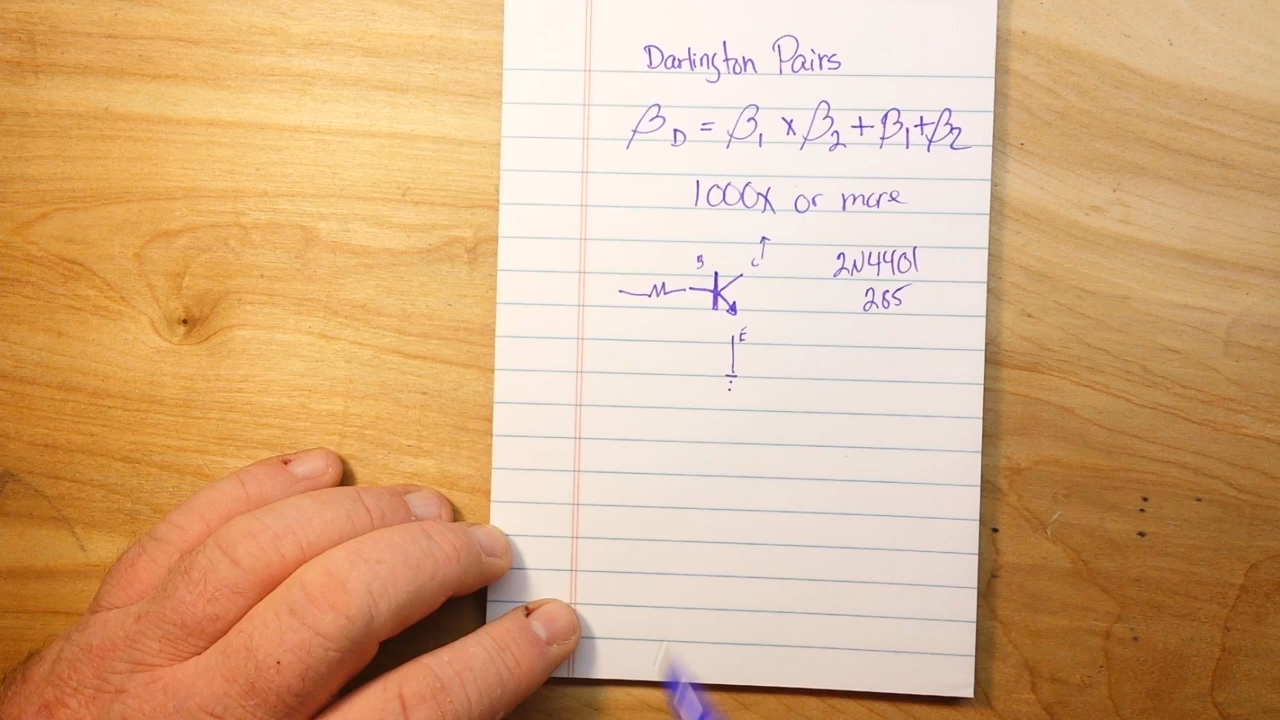 Darlington Pairs
βD = β1 x β2 + β1 + β2
1000x or more
B C
2N4401
265
E